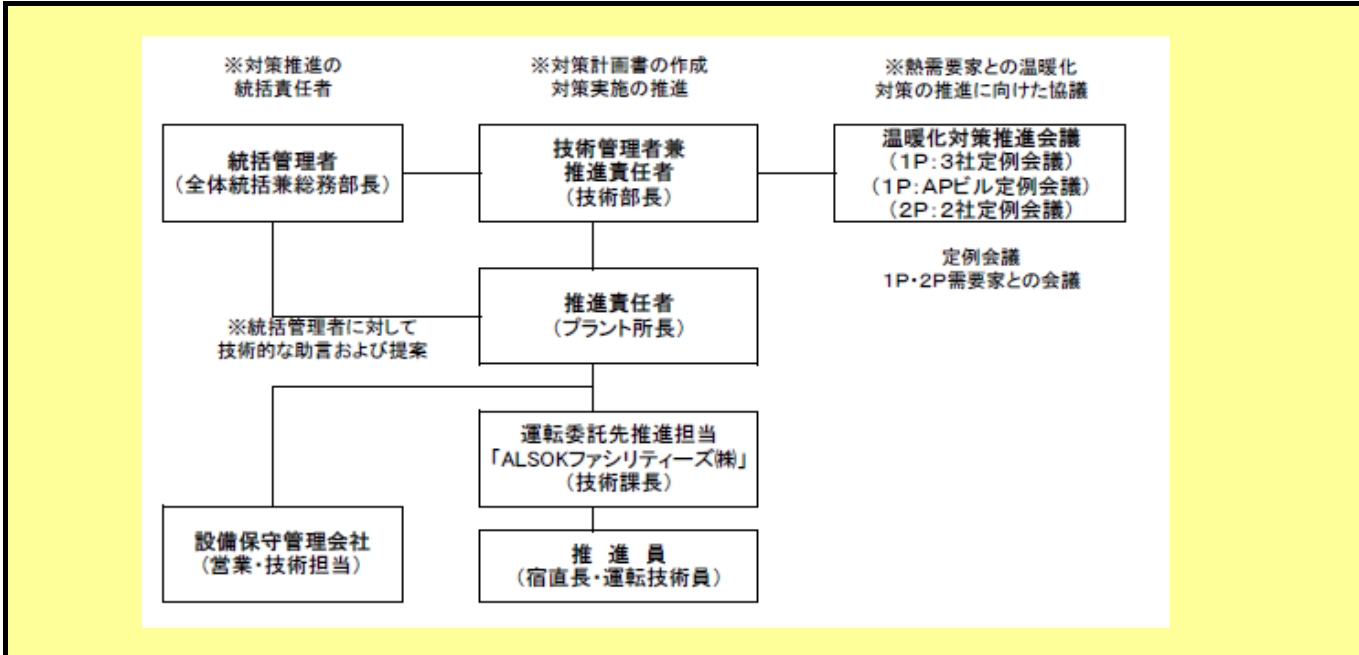 ※対策推進の
統括責任者
※対策計画書の作成
対策実施の推進
※熱需要家との温暖化
対策の推進に向けた協議
統括管理者
(全体統括兼総務部長)
技術管理者兼
推進責任者
(技術部長)
温暖化対策推進会議
(1P:3社定例会議)
(1P:APビル定例会議)
(2P:2社定例会議)
定例会議
1P・2P需要家との会議
推進責任者
(プラント所長)
※統括管理者に対して
技術的な助言および提案
運転委託先推進担当
「ALSOKファシリティーズ㈱」
(技術課長)
設備保守管理会社
(営業・技術担当)
推 進 員
(宿直長・運転技術員)